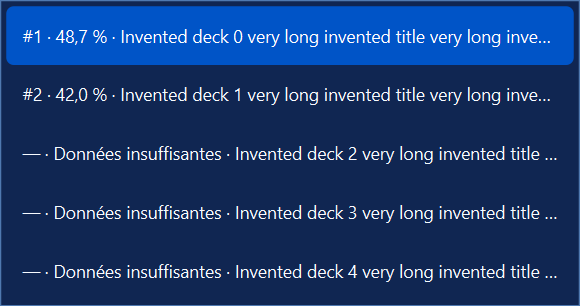 #1 · 48,7 % · Invented deck 0 very long invented title very long inve...
#2 · 42,0 % · Invented deck 1 very long invented title very long inve...
— · Données insuffisantes · Invented deck 2 very long invented title ...
— · Données insuffisantes · Invented deck 3 very long invented title ...
— · Données insuffisantes · Invented deck 4 very long invented title ...